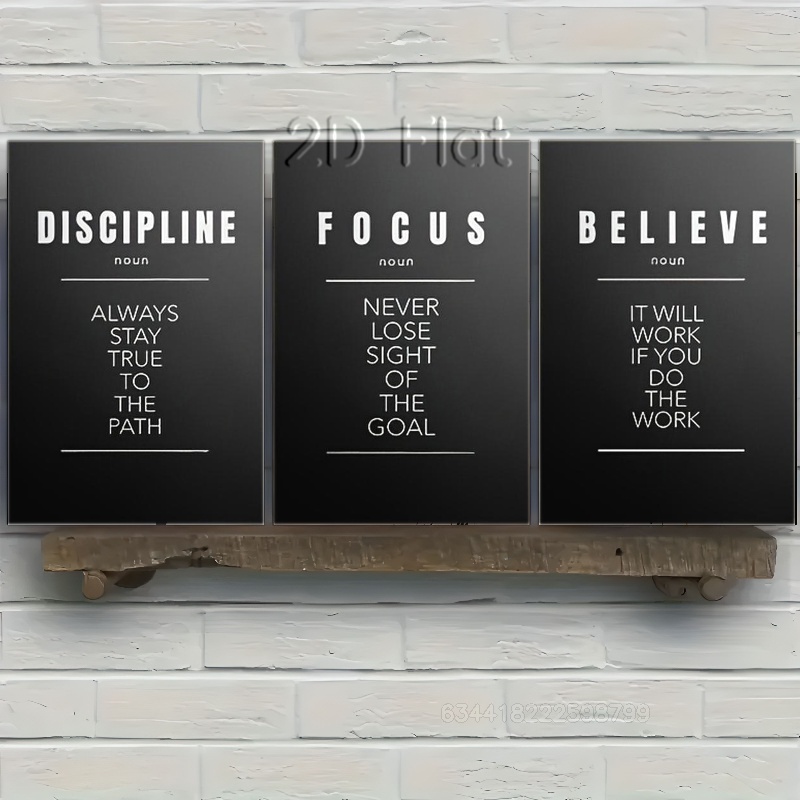 2D Flat
DISCIPLINE
noun
ALWAYS
STAY
TRUE
TO
THE
PATH
FOCUS
noun
NEVER
LOSE
SIGHT
OF
THE
GOAL
BELIEVE
noun
IT WILL
WORK
IF YOU
DO
THE
WORK
634418222598799